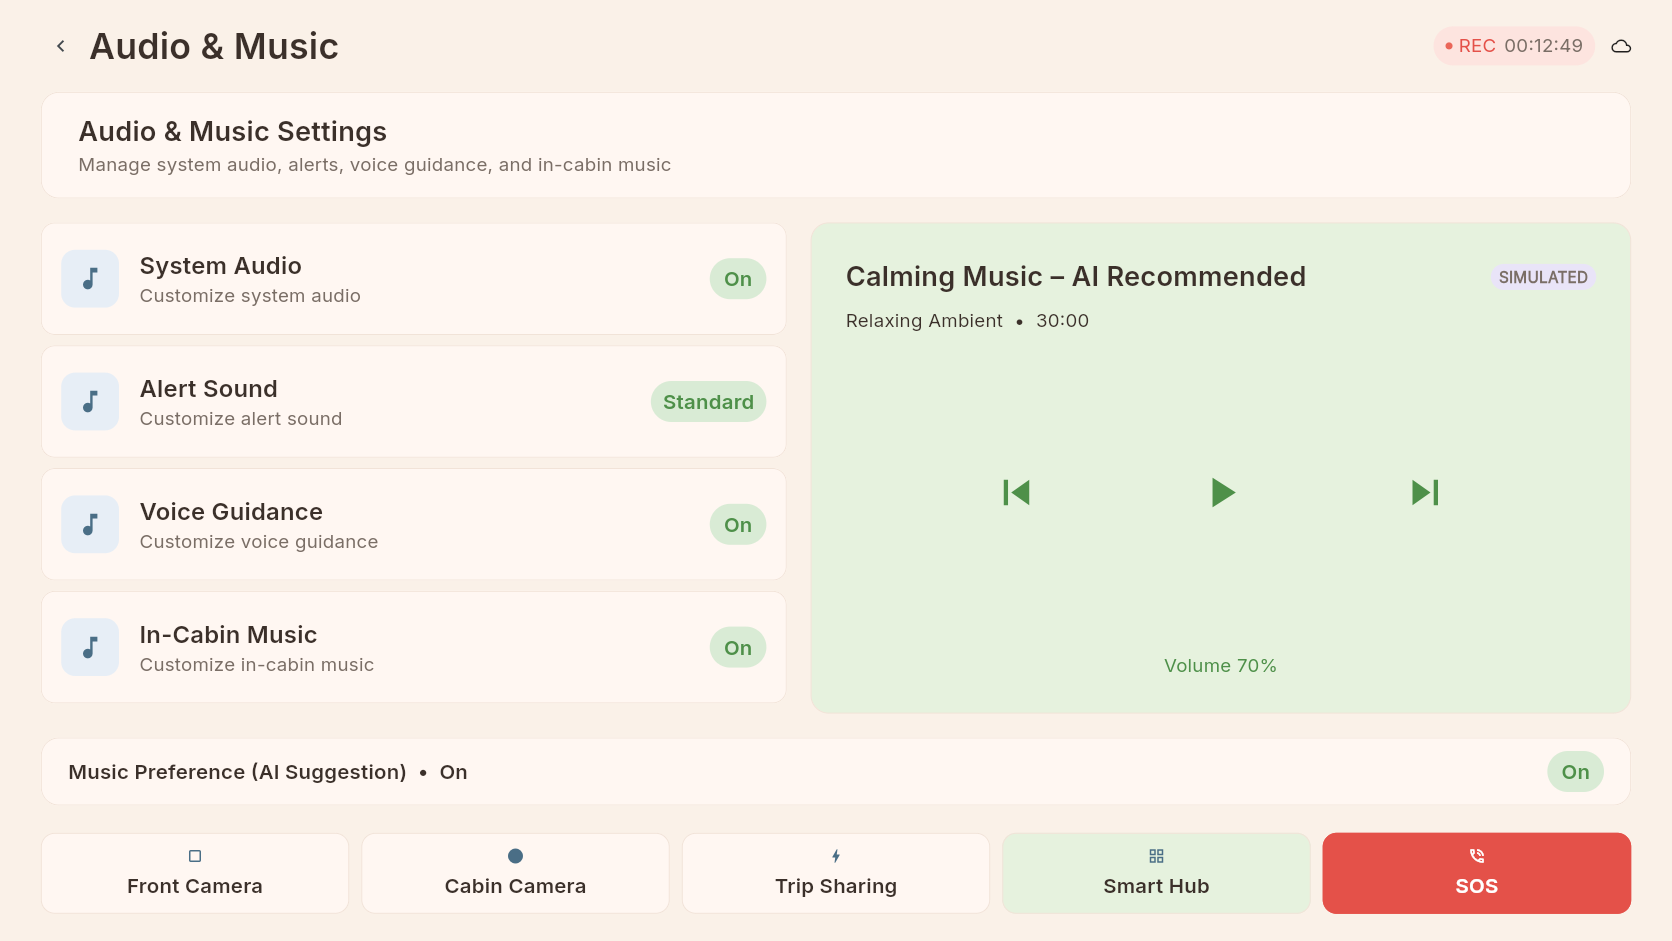 Audio & Music
REC 00:12:49
Audio & Music Settings
Manage system audio, alerts, voice guidance, and in-cabin music
System Audio
Customize system audio
On
Alert Sound
Customize alert sound
Standard
Voice Guidance
Customize voice guidance
On
In-Cabin Music
Customize in-cabin music
On
Calming Music – AI Recommended
SIMULATED
Relaxing Ambient • 30:00
Volume 70%
Music Preference (AI Suggestion) • On
On
Front Camera
Cabin Camera
Trip Sharing
Smart Hub
SOS